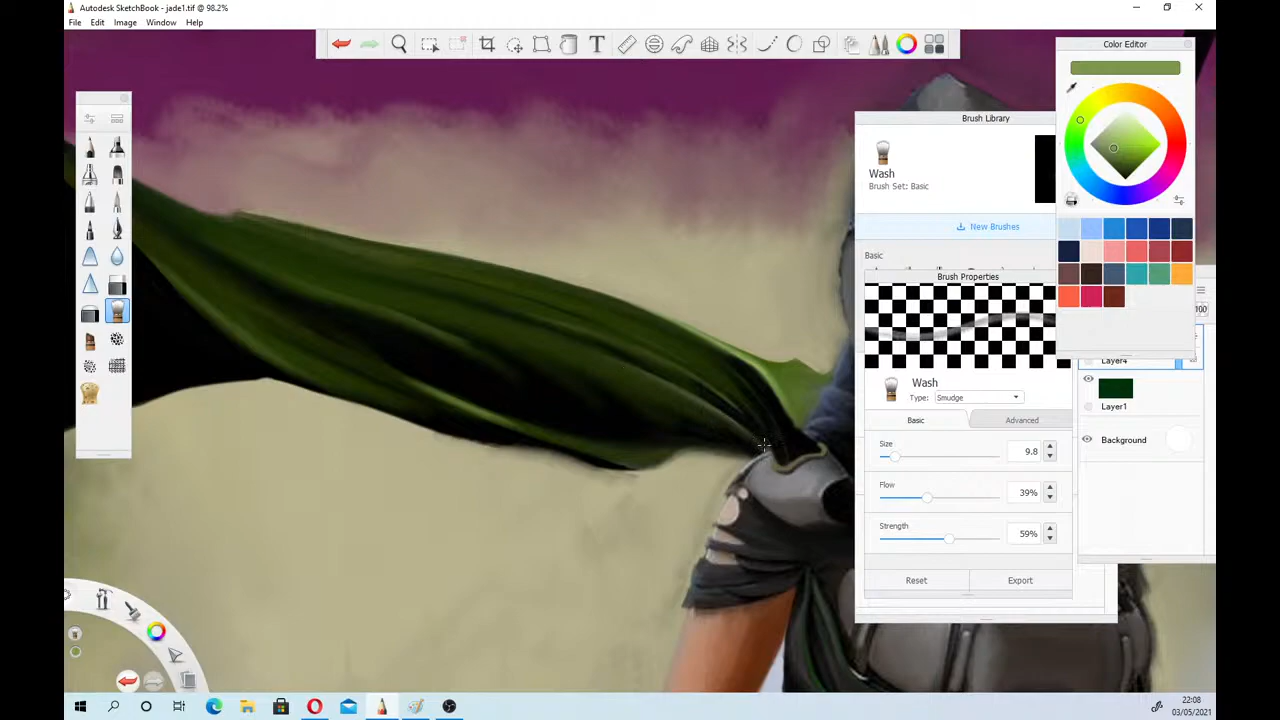 Autodesk SketchBook - jade1.tif @ 98.2%
File Edit Image Window Help
Color Editor
Brush Library
Wash
Brush Set: Basic
New Brushes
Basic
Brush Properties
100
Wash
Type: Smudge
Layer4
Layer1
Basic Advanced
Background
Size
9.8
Flow
39%
Strength
59%
Reset Export
22:08
03/05/2021